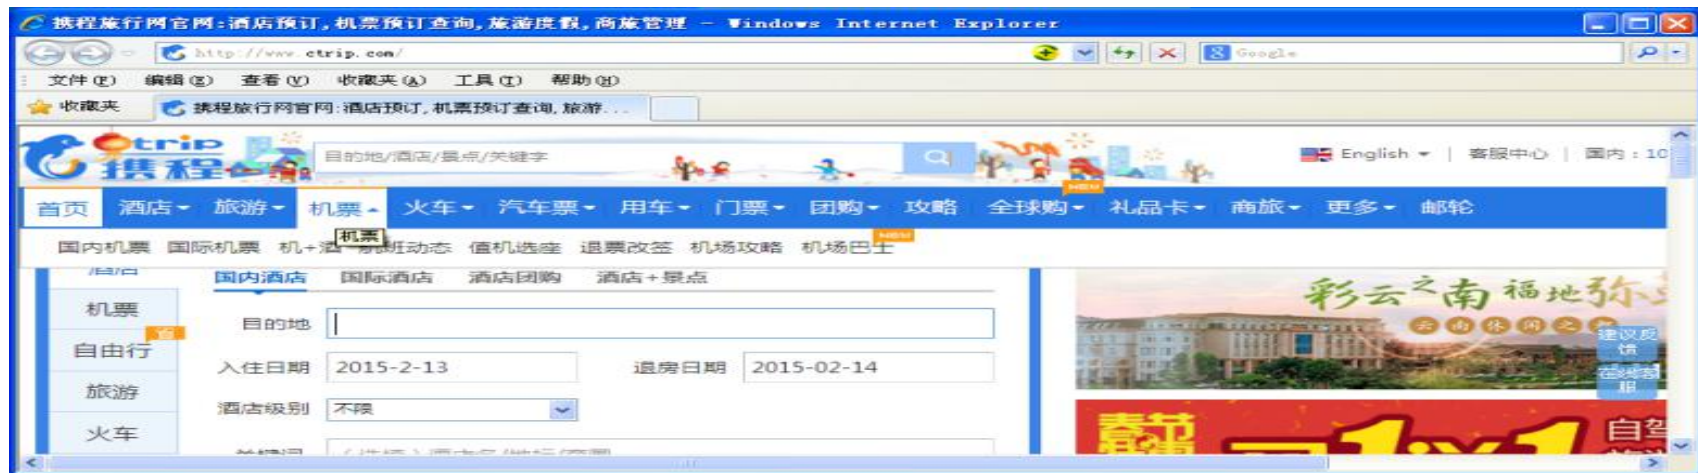 携程旅行网官网:酒店预订,机票预订查询,旅游度假,商旅管理 - Windows Internet Explorer
http://www.ctrip.com/ Google
文件(F) 编辑(E) 查看(V) 收藏夹(A) 工具(T) 帮助(H)
收藏夹 携程旅行网官网:酒店预订,机票预订查询,旅游...
Ctrip
携程
目的地/酒店/景点/关键字
English 客服中心 国内:10
NEW
首页 酒店 旅游 机票 火车 汽车票 用车 门票 团购 攻略 全球购 礼品卡 商旅 更多 邮轮
机票
NEW
国内机票 国际机票 机+酒 航班动态 值机选座 退票改签 机场攻略 机场巴士
酒店 国内酒店 国际酒店 酒店团购 酒店+景点
机票
目的地
自由行
入住日期 2015-2-13 退房日期 2015-02-14
旅游
酒店级别 不限
火车
彩云之南福地弥
建议反馈
在线客服
春节
自驾